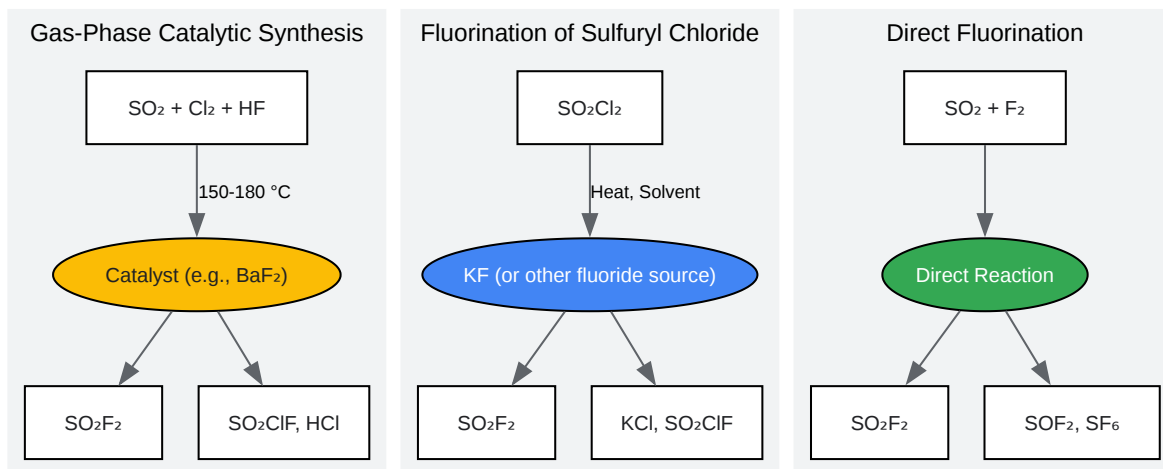 Gas-Phase Catalytic Synthesis
SO₂ + Cl₂ + HF
150-180 °C
Catalyst (e.g., BaF₂)
SO₂F₂
SO₂ClF, HCl
Fluorination of Sulfuryl Chloride
SO₂Cl₂
Heat, Solvent
KF (or other fluoride source)
SO₂F₂
KCl, SO₂ClF
Direct Fluorination
SO₂ + F₂
Direct Reaction
SO₂F₂
SOF₂, SF₆